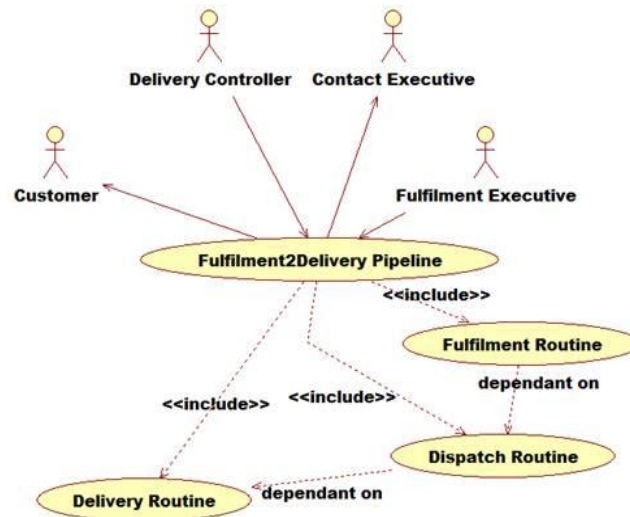 Delivery Controller
Contact Executive
Customer
Fulfilment Executive
Fulfilment2Delivery Pipeline
<<include>>
Fulfilment Routine
dependant on
<<include>>
<<include>>
Dispatch Routine
Delivery Routine
dependant on